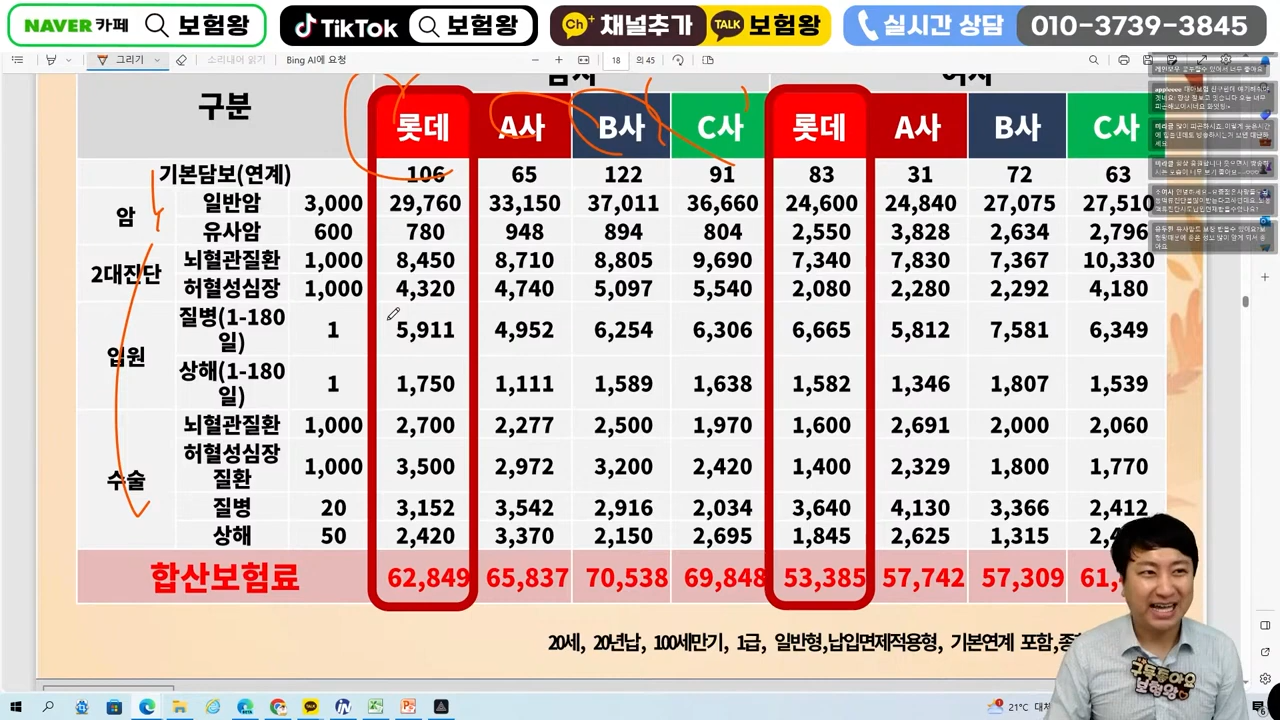 NAVER 카페 보험왕 TikTok 보험왕 Ch+ 채널추가 TALK 보험왕 실시간 상담 010-3739-3845
그리기 소리내어 읽기 Bing AI에 요청 18 의 45
구분 롯데 A사 B사 C사 롯데 A사 B사 C사
기본담보(연계) 106 65 122 91 83 31 72 63
암 일반암 3,000 29,760 33,150 37,011 36,660 24,600 24,840 27,075 27,510
유사암 600 780 948 894 804 2,550 3,828 2,634 2,796
2대진단 뇌혈관질환 1,000 8,450 8,710 8,805 9,690 7,340 7,830 7,367 10,330
허혈성심장 1,000 4,320 4,740 5,097 5,540 2,080 2,280 2,292 4,180
입원 질병(1-180일) 1 5,911 4,952 6,254 6,306 6,665 5,812 7,581 6,349
상해(1-180일) 1 1,750 1,111 1,589 1,638 1,582 1,346 1,807 1,539
수술 뇌혈관질환 1,000 2,700 2,277 2,500 1,970 1,600 2,691 2,000 2,060
허혈성심장질환 1,000 3,500 2,972 3,200 2,420 1,400 2,329 1,800 1,770
질병 20 3,152 3,542 2,916 2,034 3,640 4,130 3,366 2,412
상해 50 2,420 3,370 2,150 2,695 1,845 2,625 1,315
합산보험료 62,849 65,837 70,538 69,848 53,385 57,742 57,309
20세, 20년납, 100세만기, 1급, 일반형,납입면제적용형, 기본연계 포함,
구독좋아요
보험왕
21°C